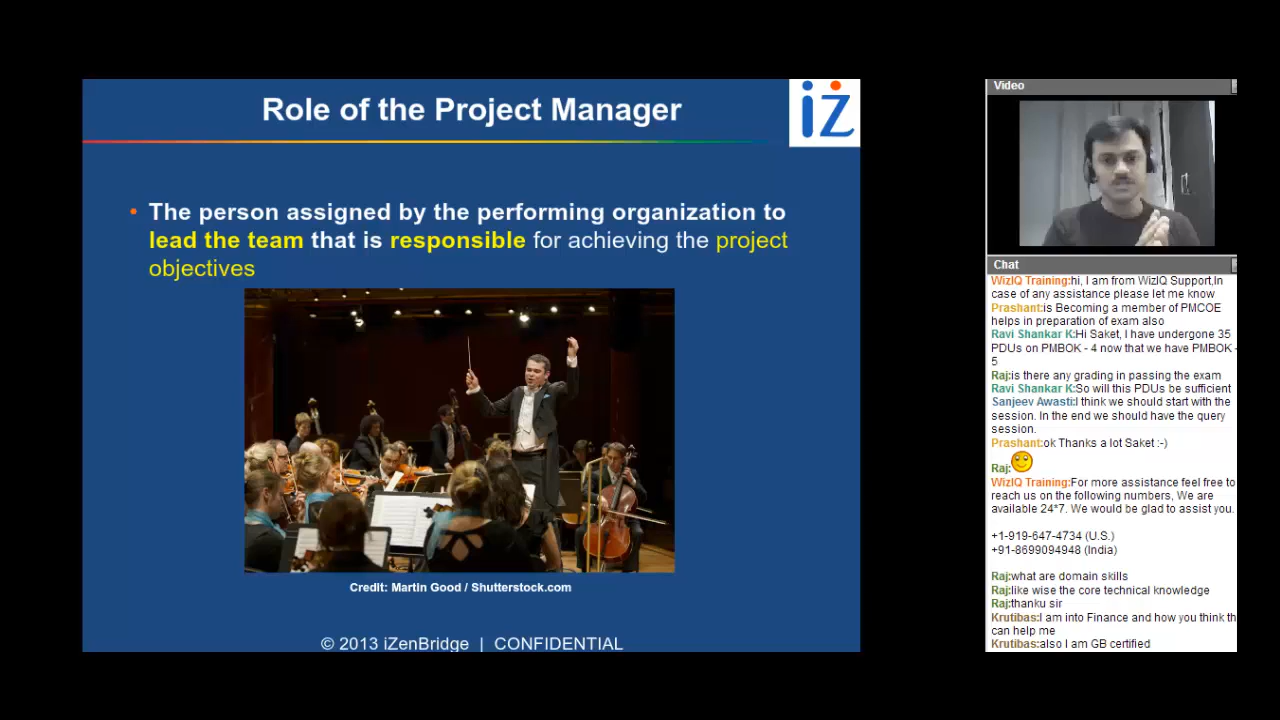 Role of the Project Manager
iz
• The person assigned by the performing organization to
lead the team that is responsible for achieving the project
objectives
Credit: Martin Good / Shutterstock.com
© 2013 iZenBridge | CONFIDENTIAL
Video
Chat
WizIQ Training:hi, I am from WizIQ Support,In
case of any assistance please let me know
Prashant:is Becoming a member of PMCOE
helps in preparation of exam also
Ravi Shankar K:Hi Saket, I have undergone 35
PDUs on PMBOK - 4 now that we have PMBOK -
5
Raj:is there any grading in passing the exam
Ravi Shankar K:So will this PDUs be sufficient
Sanjeev Awasti:I think we should start with the
session. In the end we should have the query
session.
Prashant:ok Thanks a lot Saket :-)
Raj:
WizIQ Training:For more assistance feel free to
reach us on the following numbers, We are
available 24*7. We would be glad to assist you.
+1-919-647-4734 (U.S.)
+91-8699094948 (India)
Raj:what are domain skills
Raj:like wise the core technical knowledge
Raj:thanku sir
Krutibas:I am into Finance and how you think th
can help me
Krutibas:also I am GB certified